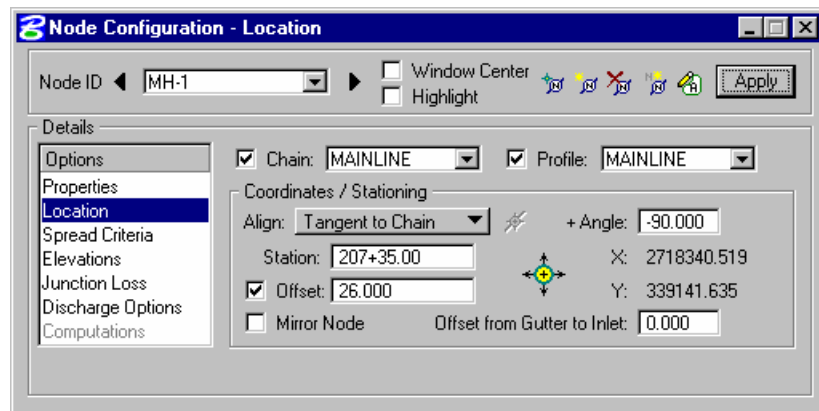 Node Configuration - Location
Node ID MH-1 Window Center Apply
Highlight
Details
Options
Properties
Location
Spread Criteria
Elevations
Junction Loss
Discharge Options
Computations
Chain: MAINLINE Profile: MAINLINE
Coordinates / Stationing
Align: Tangent to Chain + Angle: -90.000
Station: 207+35.00 X: 2718340.519
Offset: 26.000 Y: 339141.635
Mirror Node Offset from Gutter to Inlet: 0.000